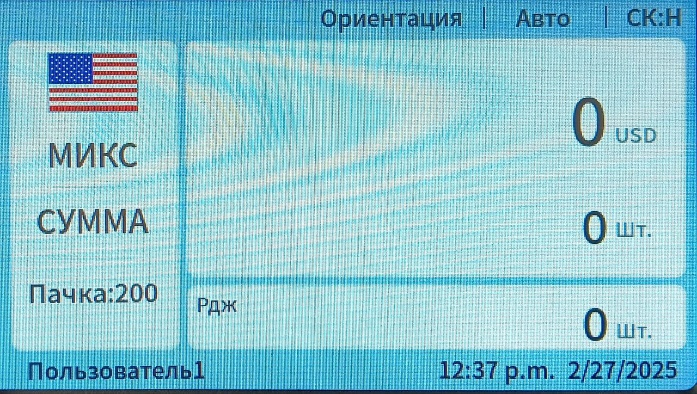 Ориентация | Авто | СК:Н
МИКС
0 USD
СУММА
0 Шт.
Пачка:200
Рдж
0 Шт.
Пользователь1 12:37 p.m. 2/27/2025